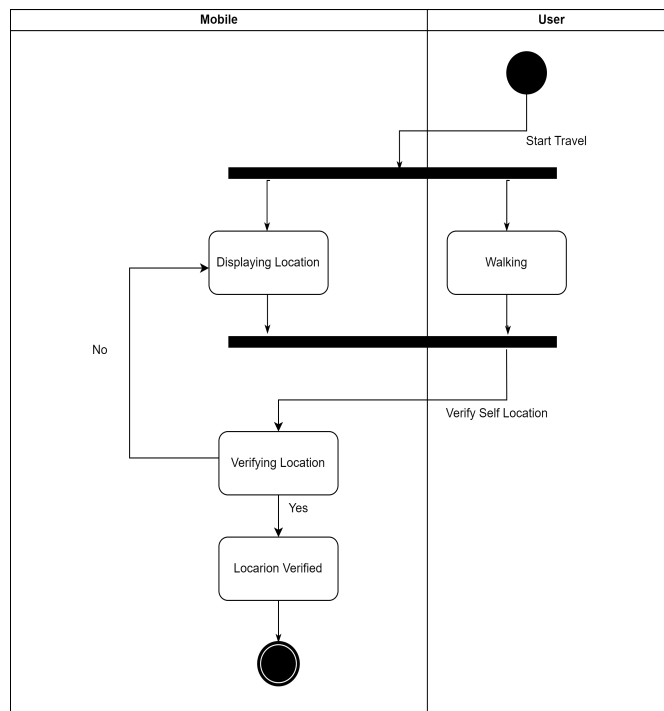 Mobile
User
Start Travel
Displaying Location
Walking
No
Verify Self Location
Verifying Location
Yes
Locarion Verified